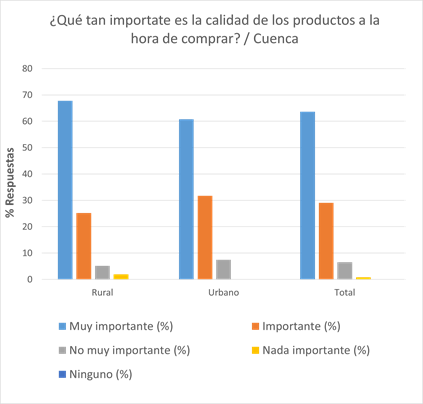 ¿Qué tan importate es la calidad de los productos a la
hora de comprar? / Cuenca
80
70
60
50
40
30
20
10
0
% Respuestas
Rural
Urbano
Total
Muy importante (%)
Importante (%)
No muy importante (%)
Nada importante (%)
Ninguno (%)